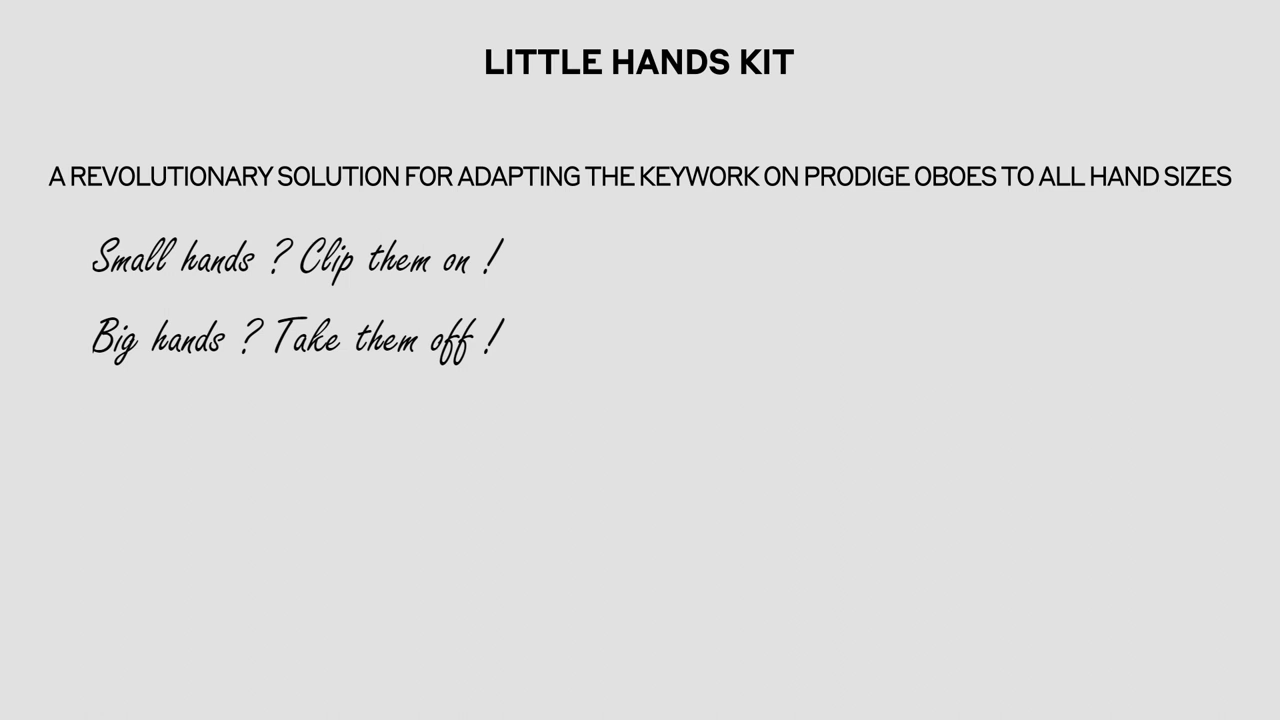 LITTLE HANDS KIT
A REVOLUTIONARY SOLUTION FOR ADAPTING THE KEYWORK ON PRODIGE OBOES TO ALL HAND SIZES
Small hands ? Clip them on !
Big hands ? Take them off !